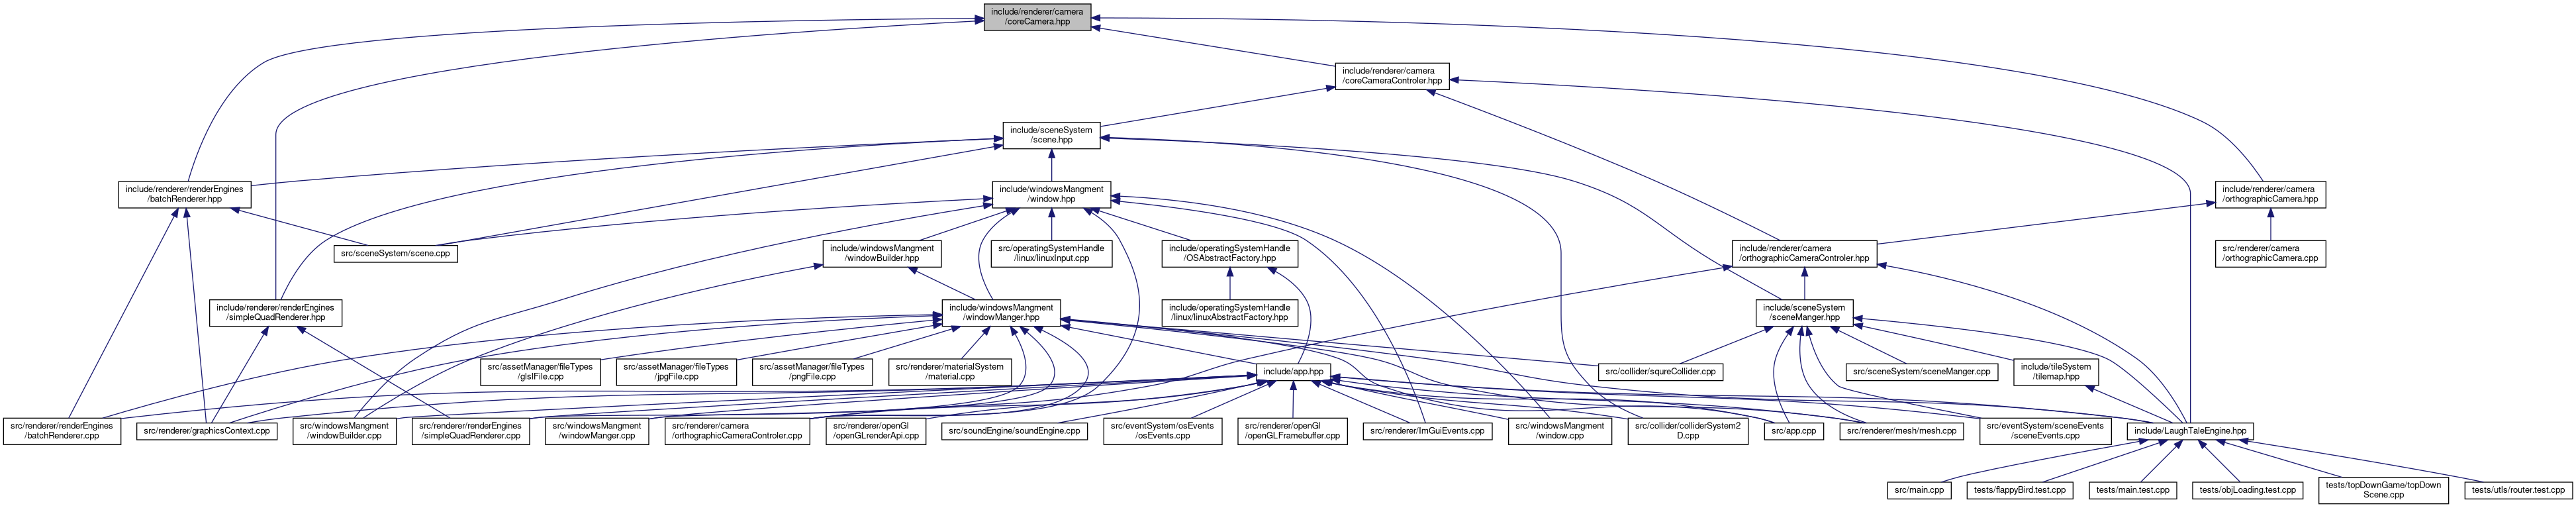 include/renderer/camera
/coreCamera.hpp
include/renderer/camera
/coreCameraControler.hpp
include/sceneSystem
/scene.hpp
include/renderer/renderEngines
/batchRenderer.hpp
include/windowsMangment
/window.hpp
include/renderer/camera
/orthographicCamera.hpp
src/sceneSystem/scene.cpp
include/windowsMangment
/windowBuilder.hpp
src/operatingSystemHandle
/linux/linuxInput.cpp
include/operatingSystemHandle
/OSAbstractFactory.hpp
include/renderer/camera
/orthographicCameraControler.hpp
src/renderer/camera
/orthographicCamera.cpp
include/renderer/renderEngines
/simpleQuadRenderer.hpp
include/windowsMangment
/windowManger.hpp
include/operatingSystemHandle
/linux/linuxAbstractFactory.hpp
include/sceneSystem
/sceneManger.hpp
src/assetManager/fileTypes
/glslFile.cpp
src/assetManager/fileTypes
/jpgFile.cpp
src/assetManager/fileTypes
/pngFile.cpp
src/renderer/materialSystem
/material.cpp
include/app.hpp
src/collider/squreCollider.cpp
src/sceneSystem/sceneManger.cpp
include/tileSystem
/tilemap.hpp
src/renderer/renderEngines
/batchRenderer.cpp
src/renderer/graphicsContext.cpp
src/windowsMangment
/windowBuilder.cpp
src/renderer/renderEngines
/simpleQuadRenderer.cpp
src/windowsMangment
/windowManger.cpp
src/renderer/camera
/orthographicCameraControler.cpp
src/renderer/openGl
/openGLrenderApi.cpp
src/soundEngine/soundEngine.cpp
src/eventSystem/osEvents
/osEvents.cpp
src/renderer/openGl
/openGLFramebuffer.cpp
src/renderer/ImGuiEvents.cpp
src/windowsMangment
/window.cpp
src/collider/colliderSystem2
D.cpp
src/app.cpp
src/renderer/mesh/mesh.cpp
src/eventSystem/sceneEvents
/sceneEvents.cpp
include/LaughTaleEngine.hpp
src/main.cpp
tests/flappyBird.test.cpp
tests/main.test.cpp
tests/objLoading.test.cpp
tests/topDownGame/topDown
Scene.cpp
tests/utls/router.test.cpp